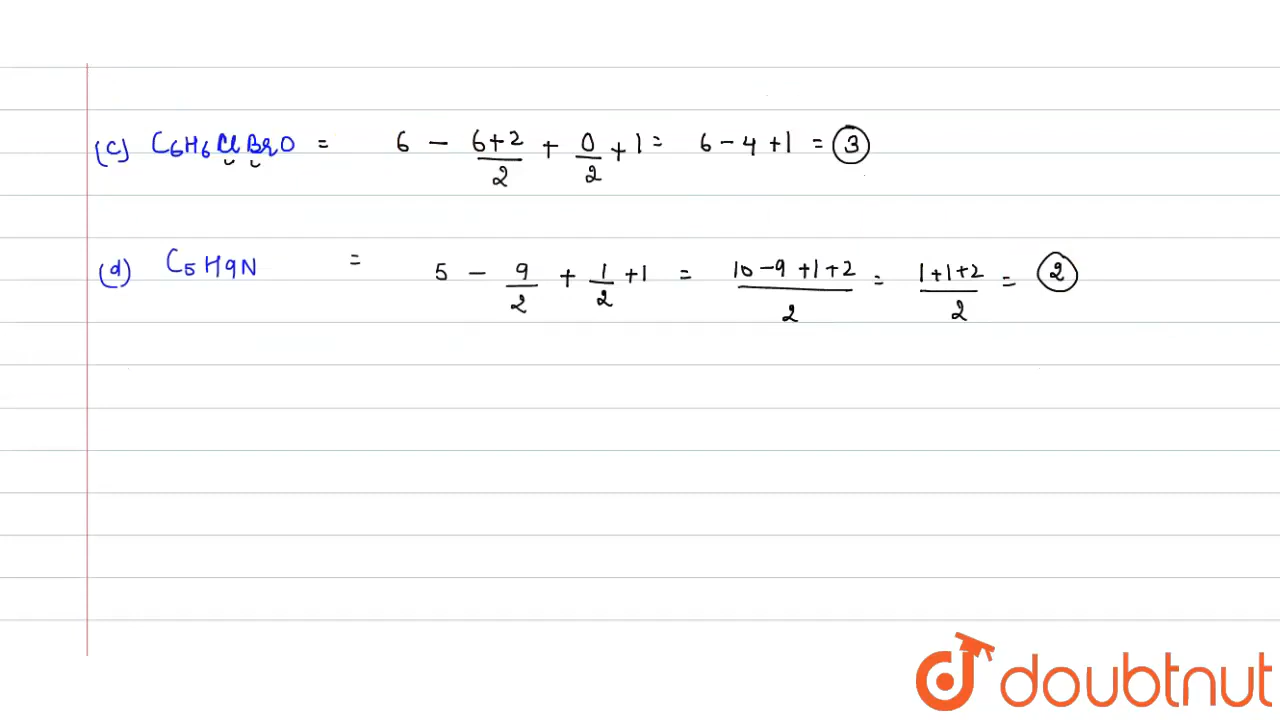 (c) C6H6ClBrO = 6 - 6+2/2 + 0/2 + 1 = 6 - 4 + 1 = 3
(d) C5H9N = 5 - 9/2 + 1/2 + 1 = 10-9+1+2/2 = 1+1+2/2 = 2
doubtnut